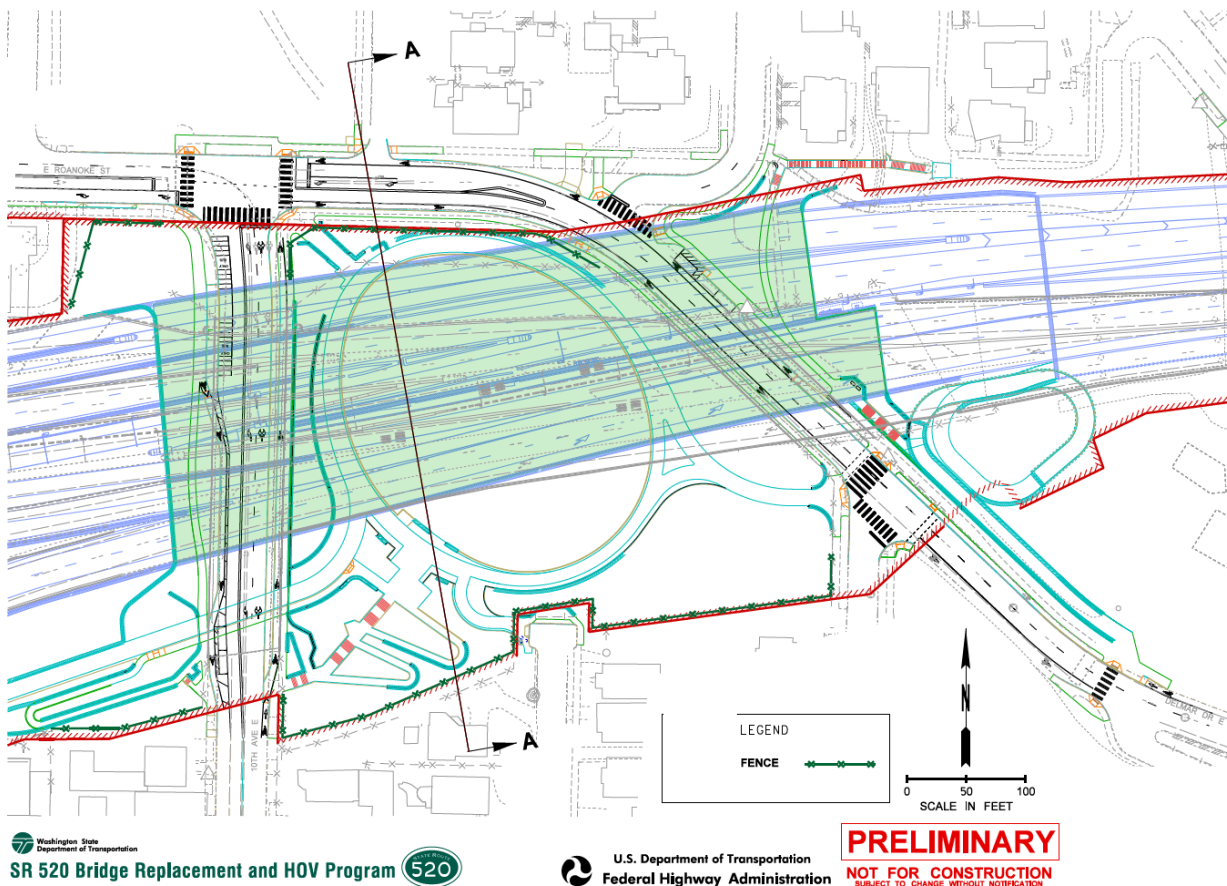 A
E ROANOKE ST
A
10TH AVE E
DELMAR DR E
LEGEND
FENCE
N
0 50 100
SCALE IN FEET
Washington State
Department of Transportation
SR 520 Bridge Replacement and HOV Program
STATE ROUTE
520
U.S. Department of Transportation
Federal Highway Administration
PRELIMINARY
NOT FOR CONSTRUCTION
SUBJECT TO CHANGE WITHOUT NOTIFICATION